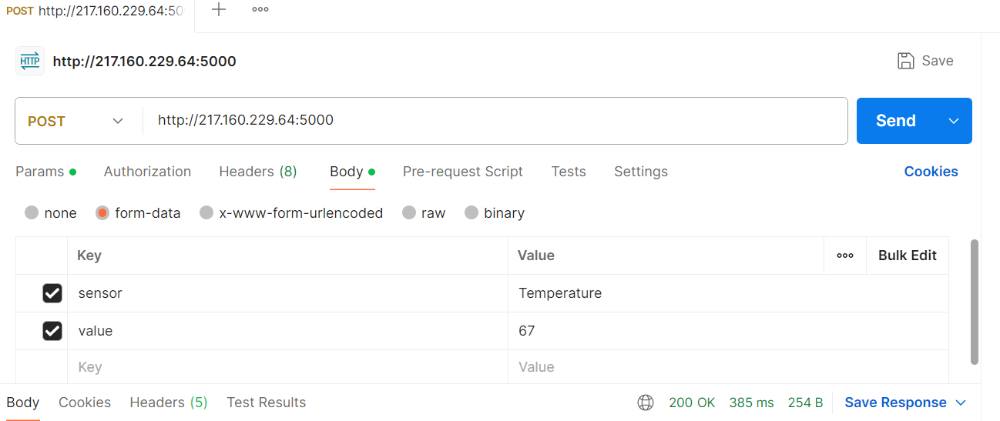 POST http://217.160.229.64:50
HTTP http://217.160.229.64:5000 Save
POST http://217.160.229.64:5000 Send
Params Authorization Headers (8) Body Pre-request Script Tests Settings Cookies
none form-data x-www-form-urlencoded raw binary
Key Value Bulk Edit
sensor Temperature
value 67
Key Value
Body Cookies Headers (5) Test Results 200 OK 385 ms 254 B Save Response